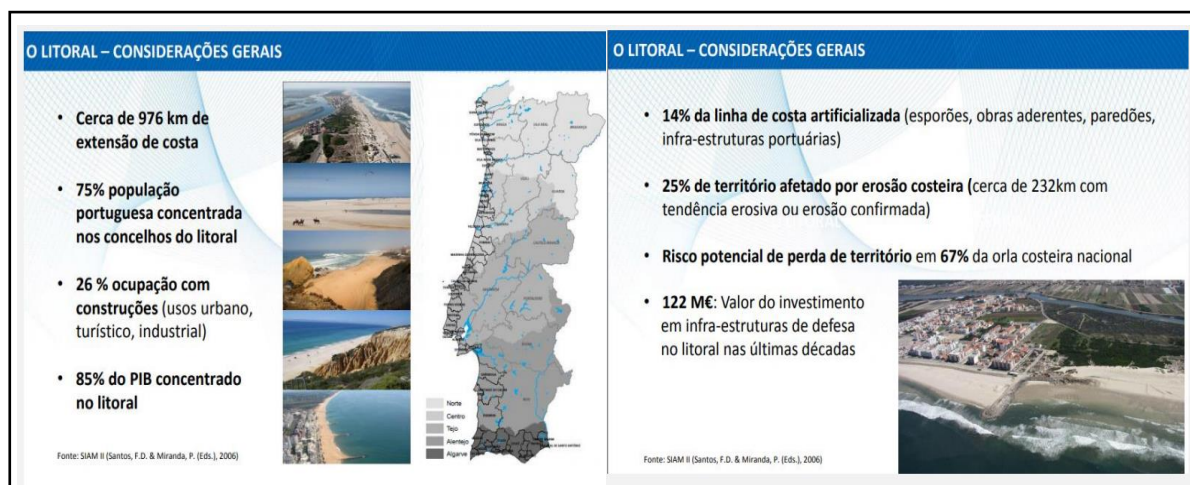 O LITORAL – CONSIDERAÇÕES GERAIS
• Cerca de 976 km de
extensão de costa
• 75% população
portuguesa concentrada
nos concelhos do litoral
• 26 % ocupação com
construções (usos urbano,
turístico, industrial)
• 85% do PIB concentrado
no litoral
Norte
Centro
Tejo
Alentejo
Algarve
Fonte: SIAM II (Santos, F.D. & Miranda, P. (Eds.), 2006)
O LITORAL – CONSIDERAÇÕES GERAIS
• 14% da linha de costa artificializada (esporões, obras aderentes, paredões,
infra-estruturas portuárias)
• 25% de território afetado por erosão costeira (cerca de 232km com
tendência erosiva ou erosão confirmada)
• Risco potencial de perda de território em 67% da orla costeira nacional
• 122 M€: Valor do investimento
em infra-estruturas de defesa
no litoral nas últimas décadas
Fonte: SIAM II (Santos, F.D. & Miranda, P. (Eds.), 2006)